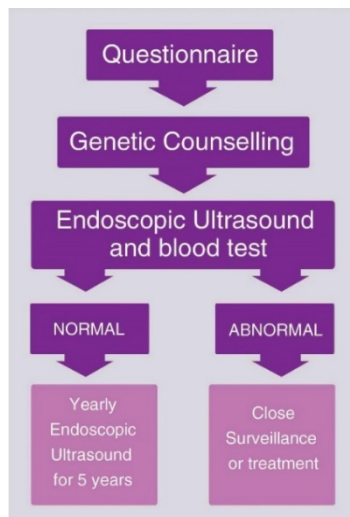 Questionnaire
Genetic Counselling
Endoscopic Ultrasound
and blood test
NORMAL
ABNORMAL
Yearly
Endoscopic
Ultrasound
for 5 years
Close
Surveillance
or treatment